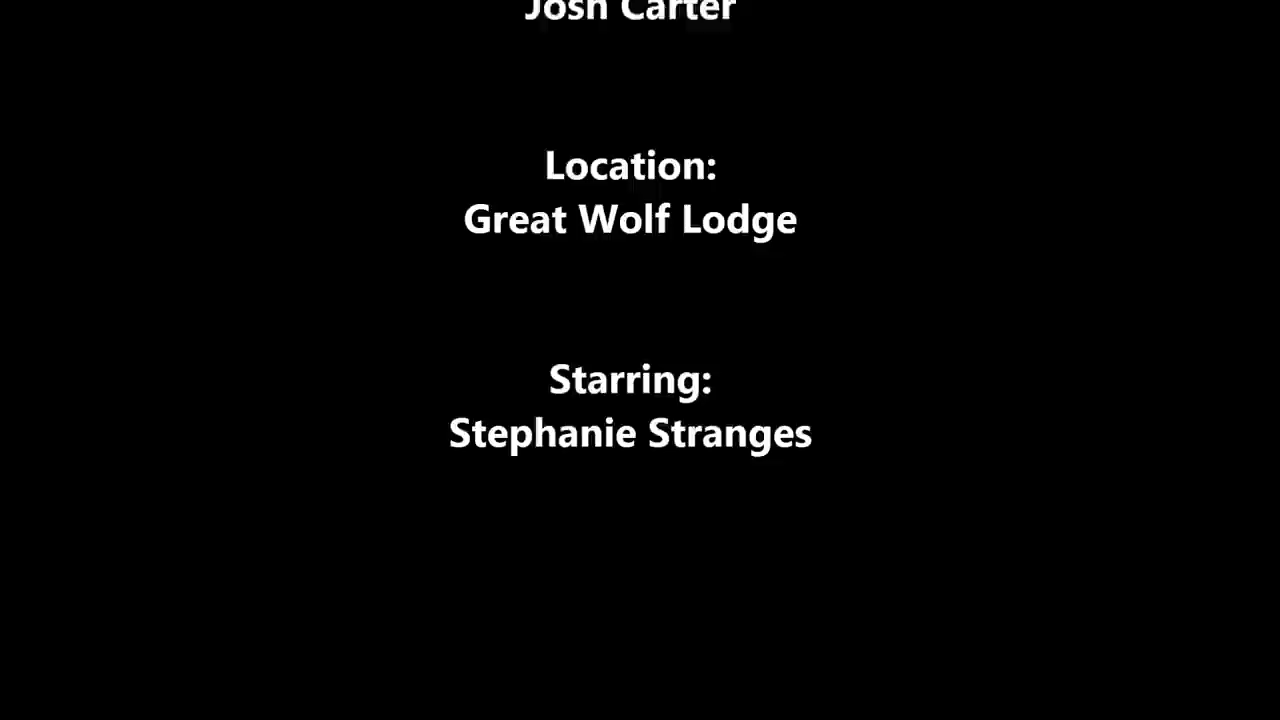 Josh Carter
Location:
Great Wolf Lodge
Starring:
Stephanie Stranges